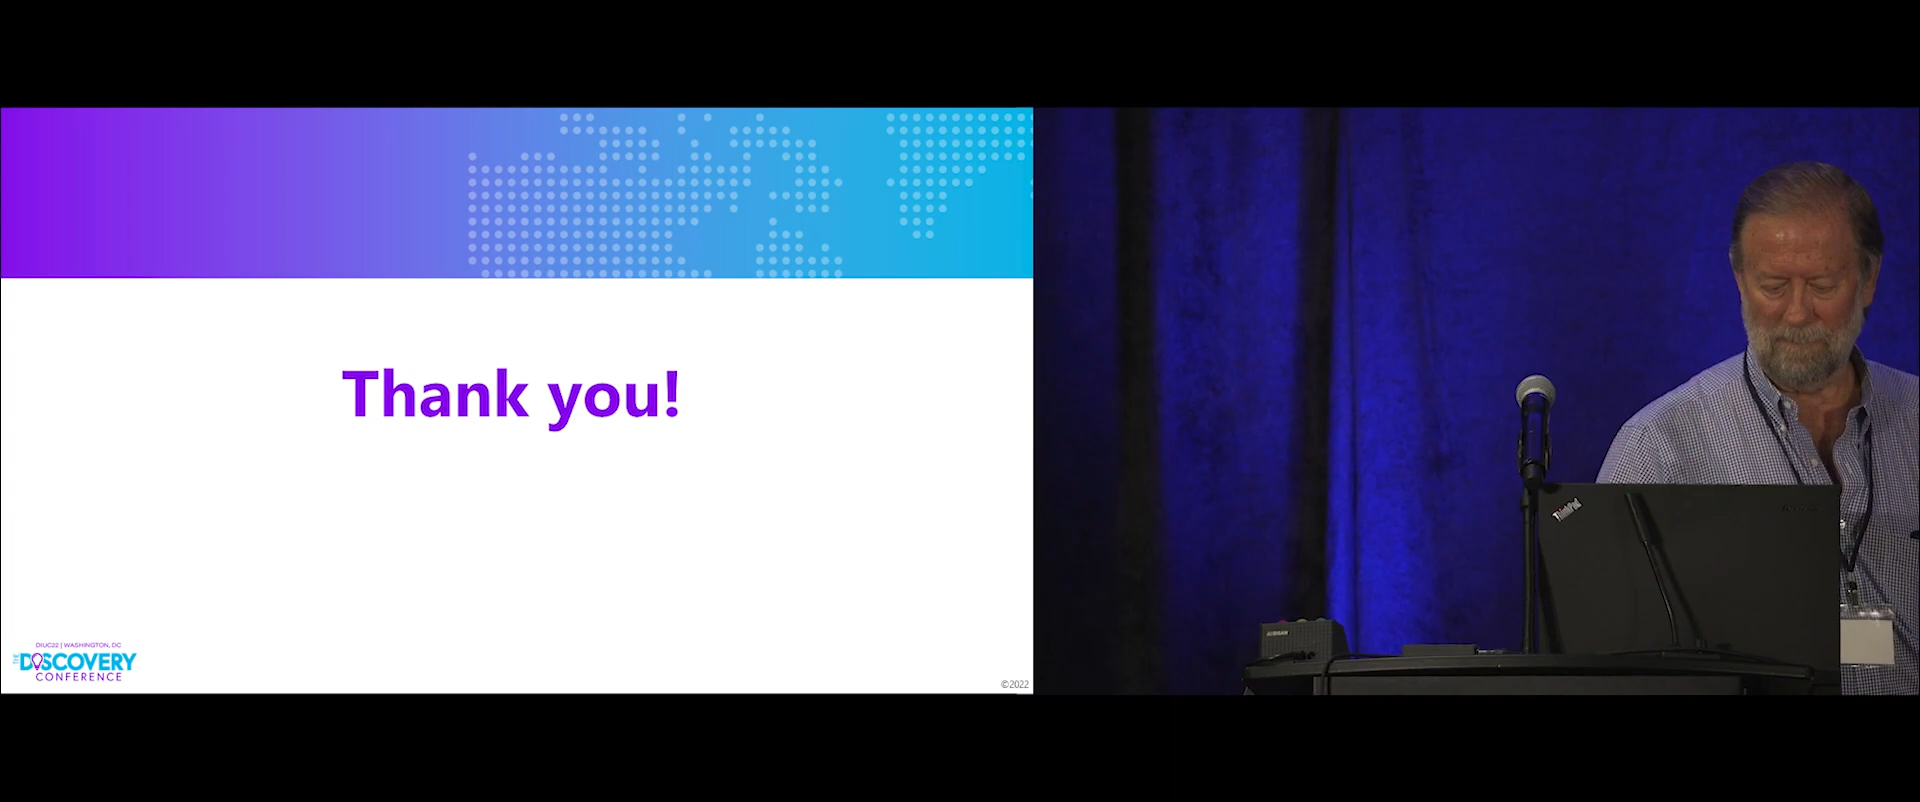 Thank you!
DIUC22 | WASHINGTON, DC
THE DISCOVERY
CONFERENCE
©2022
ThinkPad